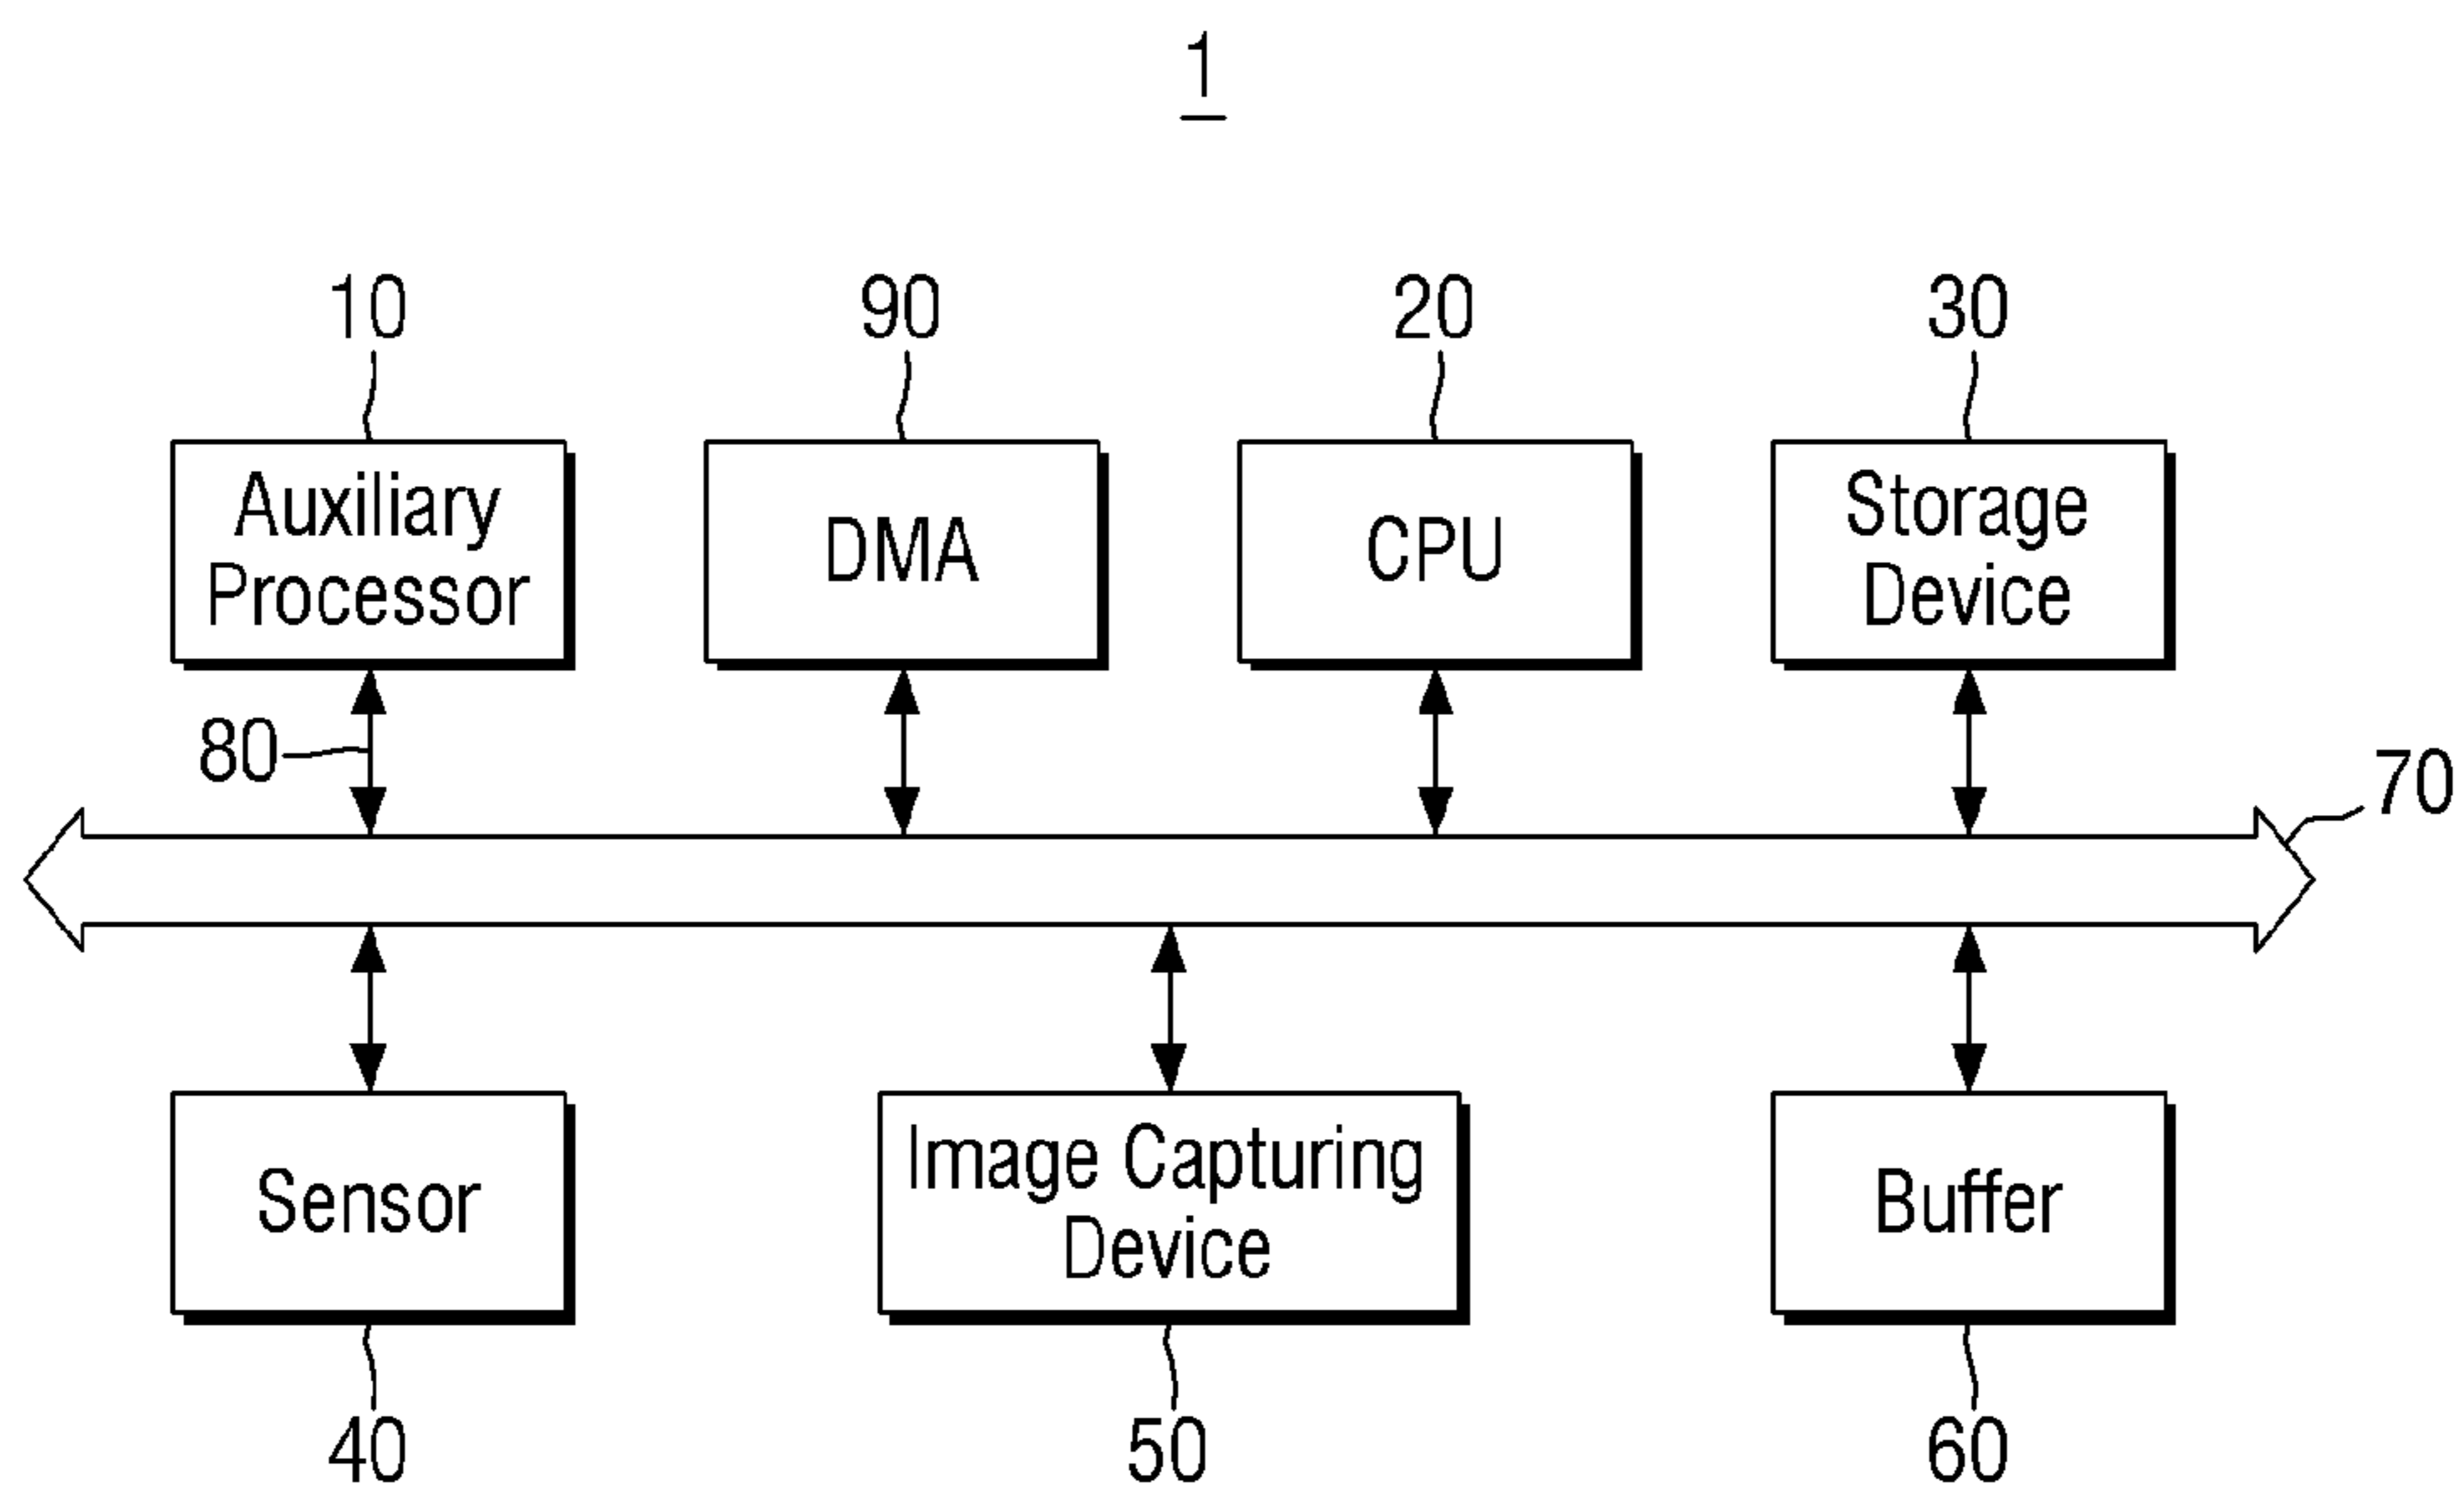 1
10
90
20
30
Auxiliary
Processor
DMA
CPU
Storage
Device
80
70
Sensor
Image Capturing
Device
Buffer
40
50
60